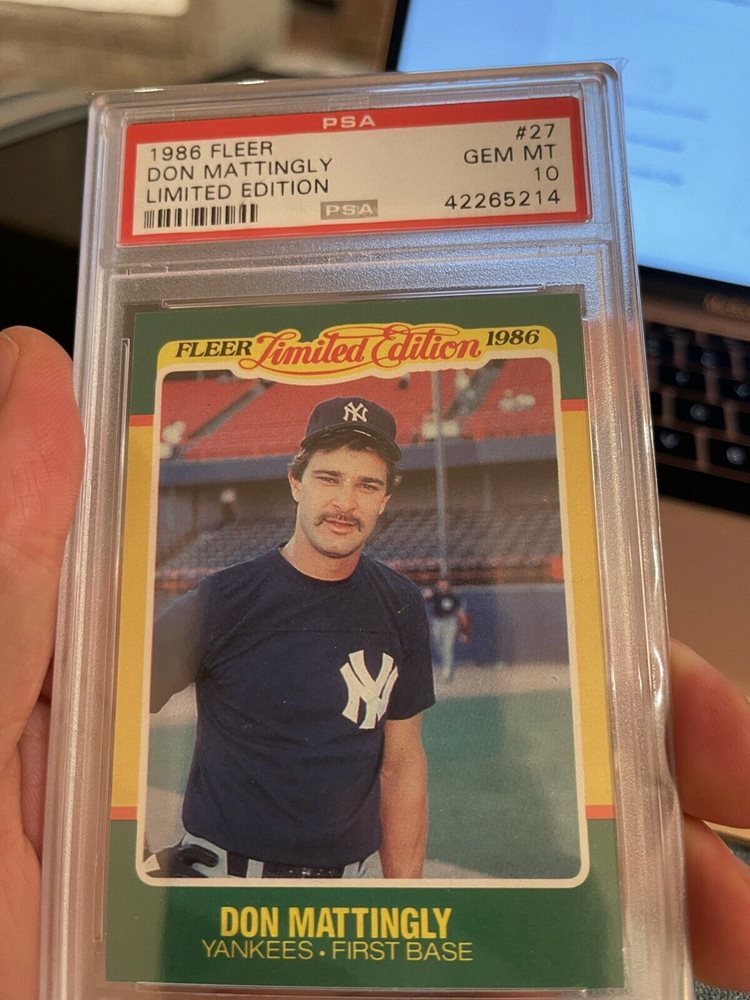 PSA
1986 FLEER #27
DON MATTINGLY GEM MT
LIMITED EDITION 10
PSA 42265214
FLEER Limited Edition 1986
NY
NY
DON MATTINGLY
YANKEES • FIRST BASE